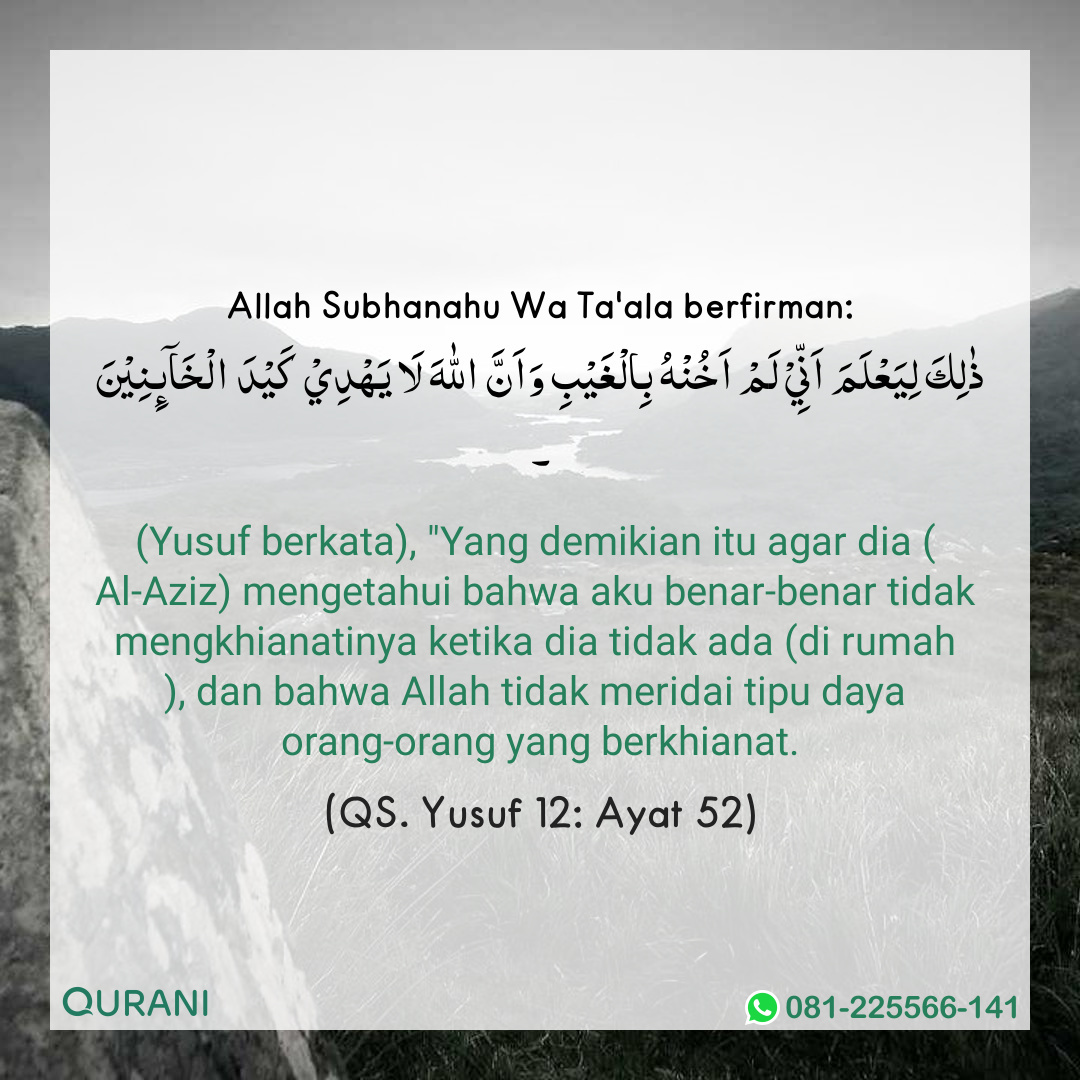 Allah Subhanahu Wa Ta'ala berfirman:
ذٰلِكَ لِيَعْلَمَ اَنِّيْ لَمْ اَخُنْهُ بِالْغَيْبِ وَاَنَّ اللّٰهَ لَا يَهْدِيْ كَيْدَ الْخَاۤىِٕنِيْنَ
-
(Yusuf berkata), "Yang demikian itu agar dia (
Al-Aziz) mengetahui bahwa aku benar-benar tidak
mengkhianatinya ketika dia tidak ada (di rumah
), dan bahwa Allah tidak meridai tipu daya
orang-orang yang berkhianat.
(QS. Yusuf 12: Ayat 52)
QURANI
081-225566-141